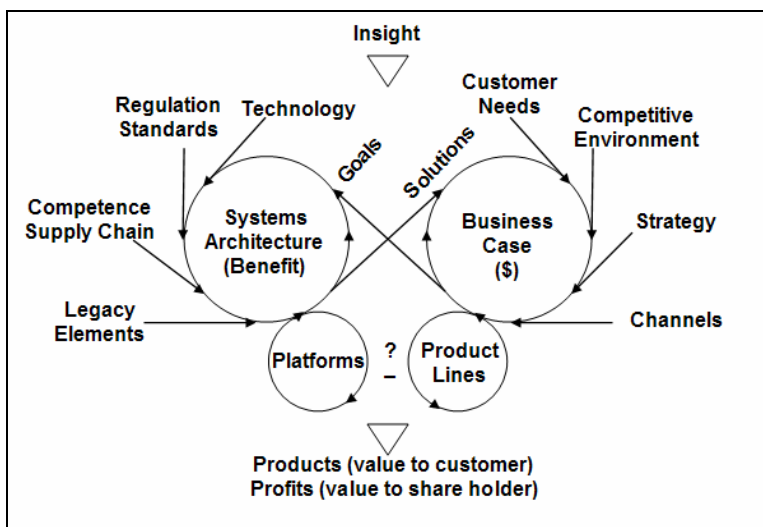 Insight
Customer
Needs
Regulation
Standards
Technology
Competitive
Environment
Goals
Solutions
Competence
Supply Chain
Systems
Architecture
(Benefit)
Business
Case
($)
Strategy
Legacy
Elements
Channels
Platforms
?
–
Product
Lines
Products (value to customer)
Profits (value to share holder)